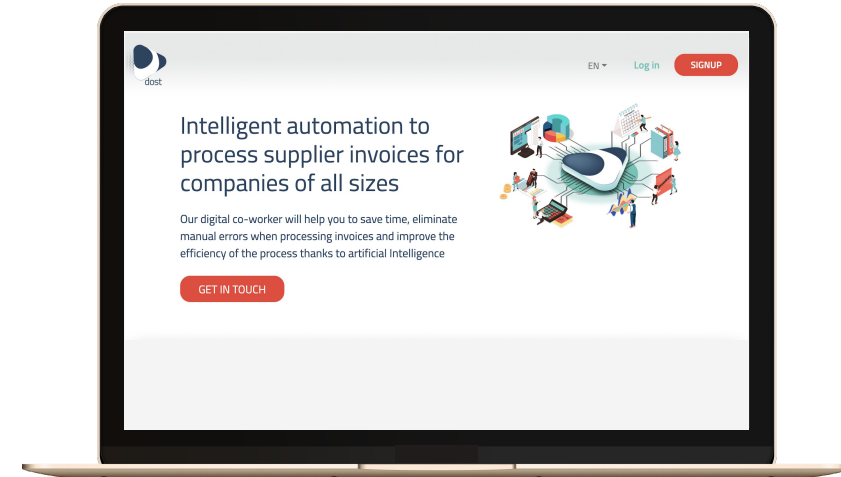 dost
EN
Log in
SIGNUP
Intelligent automation to
process supplier invoices for
companies of all sizes
Our digital co-worker will help you to save time, eliminate
manual errors when processing invoices and improve the
efficiency of the process thanks to artificial Intelligence
GET IN TOUCH